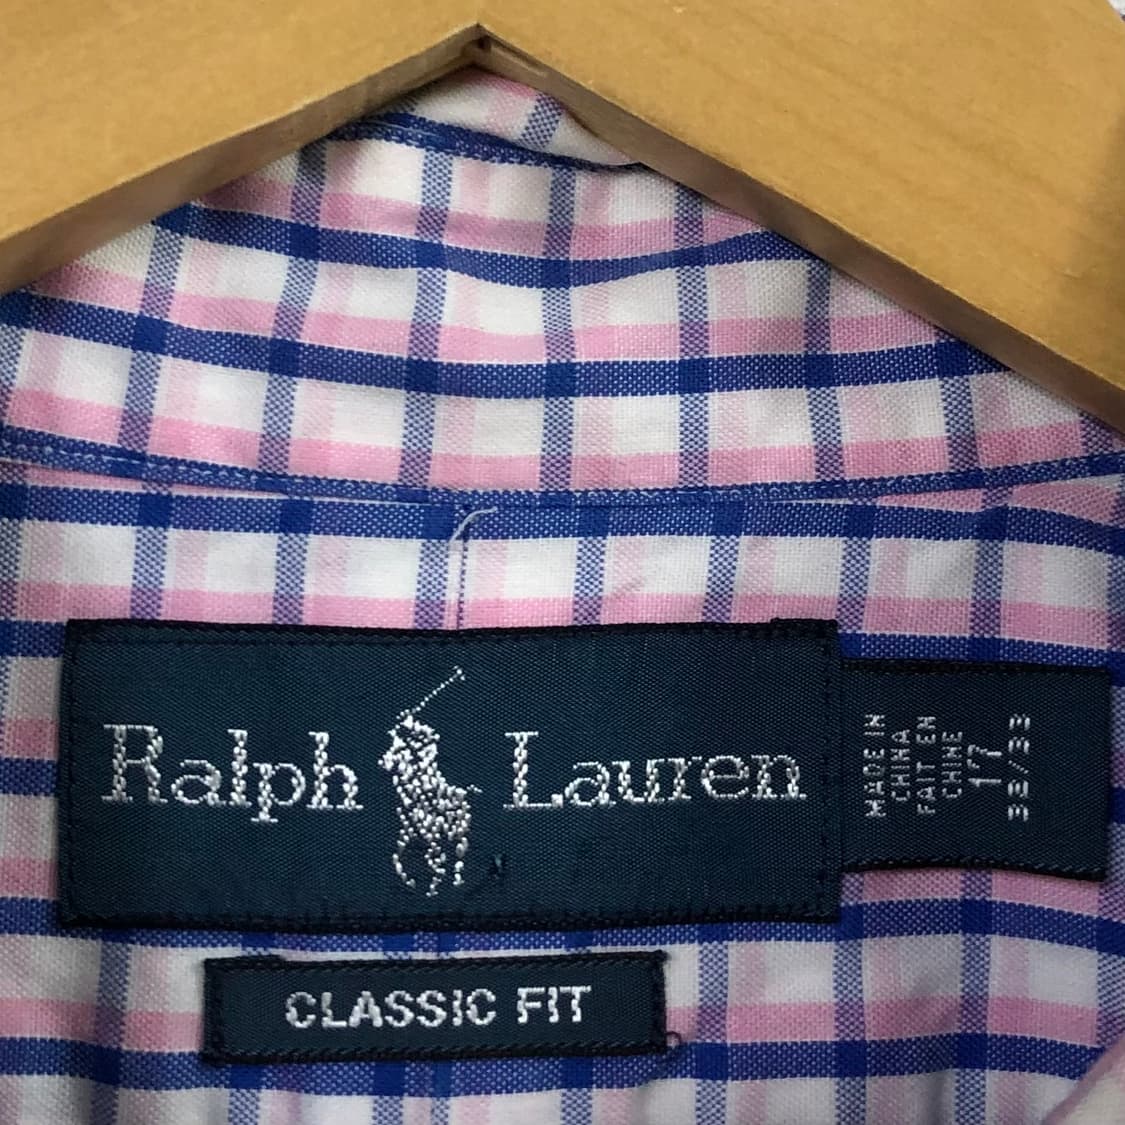 Ralph Lauren
MADE IN
CHINA
FAIT EN
CHINE
17
32/33
CLASSIC FIT